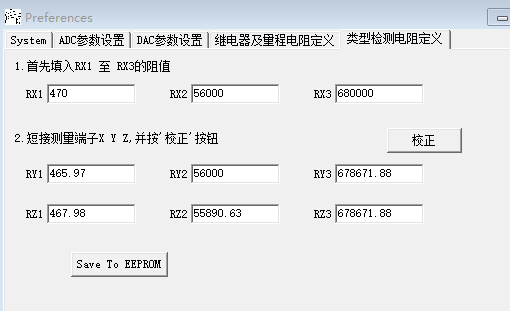 Preferences
System ADC参数设置 DAC参数设置 继电器及量程电阻定义 类型检测电阻定义
1.首先填入RX1 至 RX3的阻值
RX1 470 RX2 56000 RX3 680000
2.短接测量端子X Y Z,并按'校正'按钮 校正
RY1 465.97 RY2 56000 RY3 678671.88
RZ1 467.98 RZ2 55890.63 RZ3 678671.88
Save To EEPROM